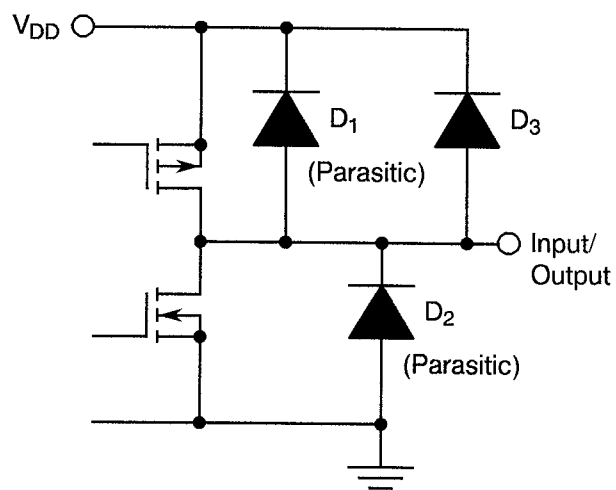 VDD
D1
(Parasitic)
D3
Input/
Output
D2
(Parasitic)